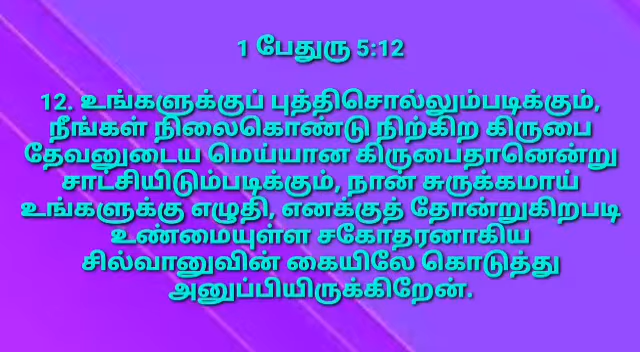 1 பேதுரு 5:12
12. உங்களுக்குப் புத்திசொல்லும்படிக்கும்,
நீங்கள் நிலைகொண்டு நிற்கிற கிருபை
தேவனுடைய மெய்யான கிருபைதானென்று
சாட்சியிடும்படிக்கும், நான் சுருக்கமாய்
உங்களுக்கு எழுதி, எனக்குத் தோன்றுகிறபடி
உண்மையுள்ள சகோதரனாகிய
சில்வானுவின் கையிலே கொடுத்து
அனுப்பியிருக்கிறேன்.